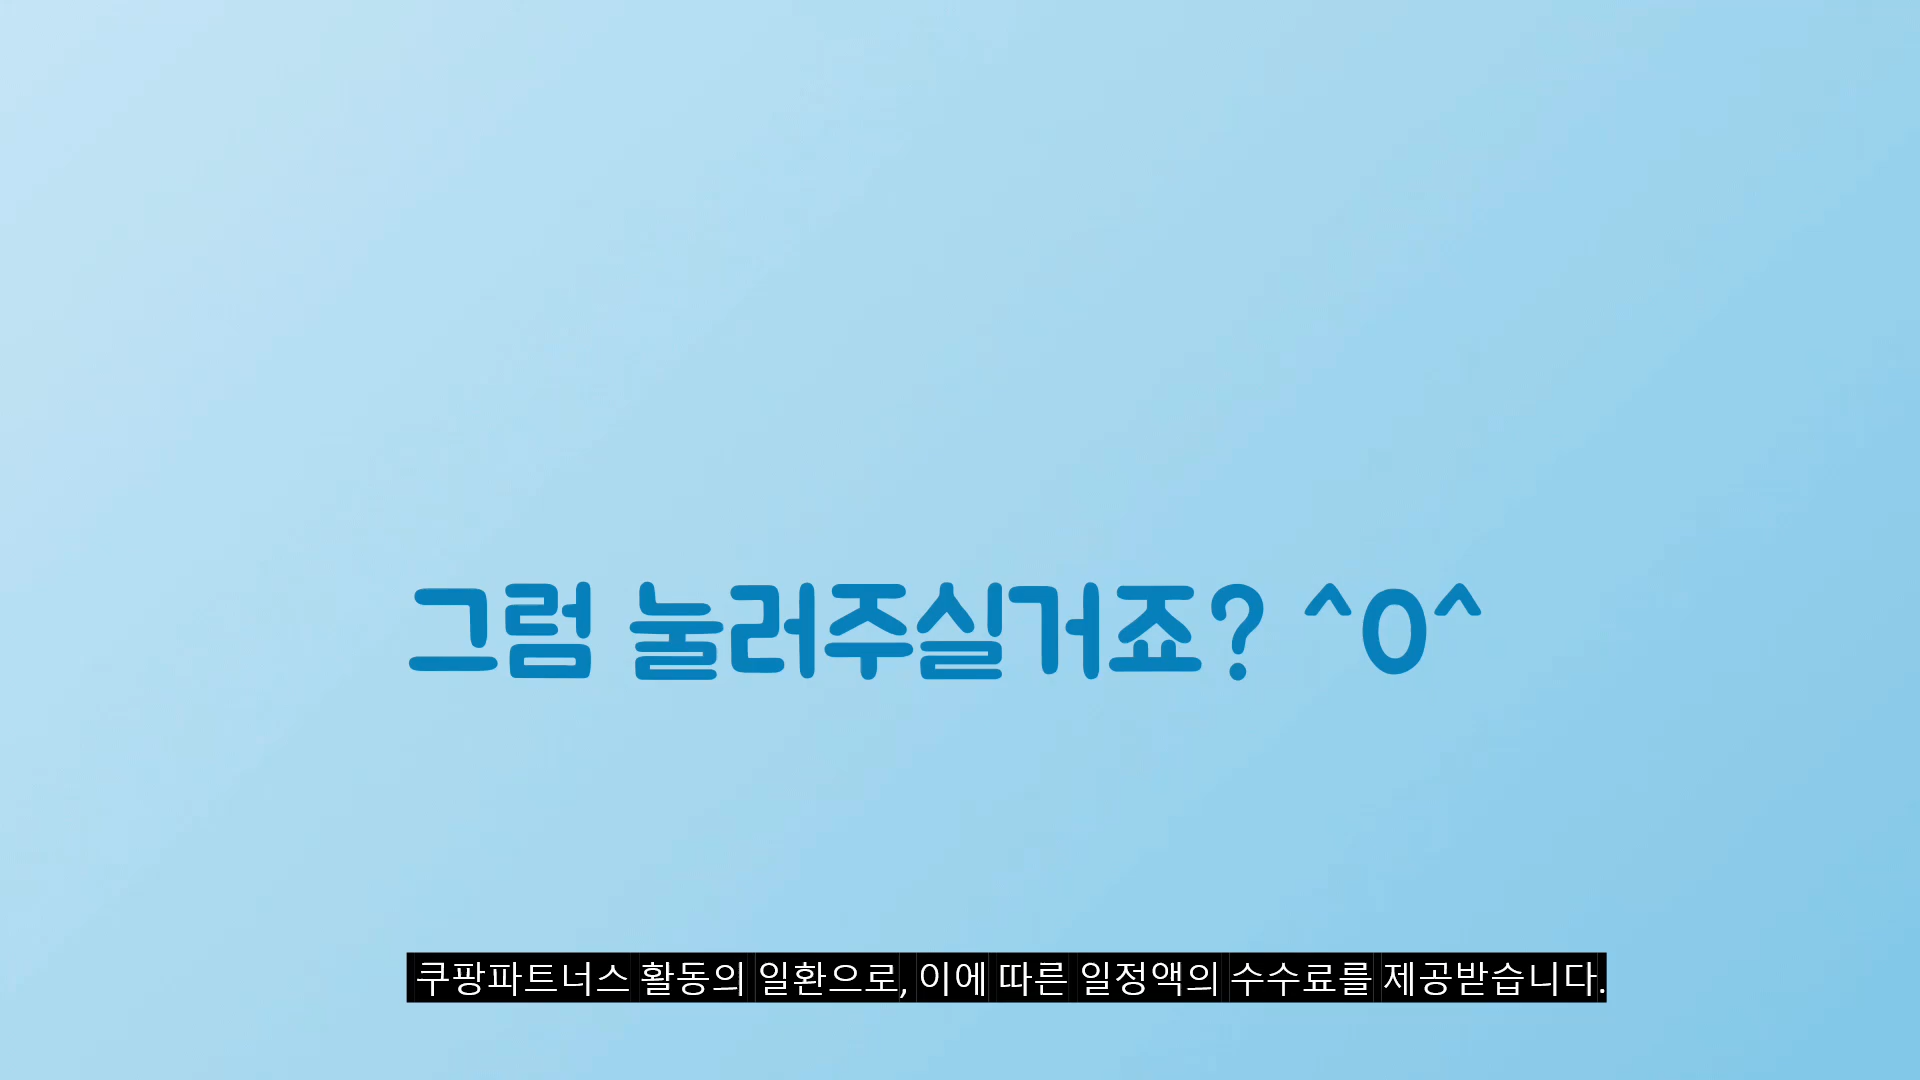 그럼 눌러주실거죠? ^0^
쿠팡파트너스 활동의 일환으로, 이에 따른 일정액의 수수료를 제공받습니다.